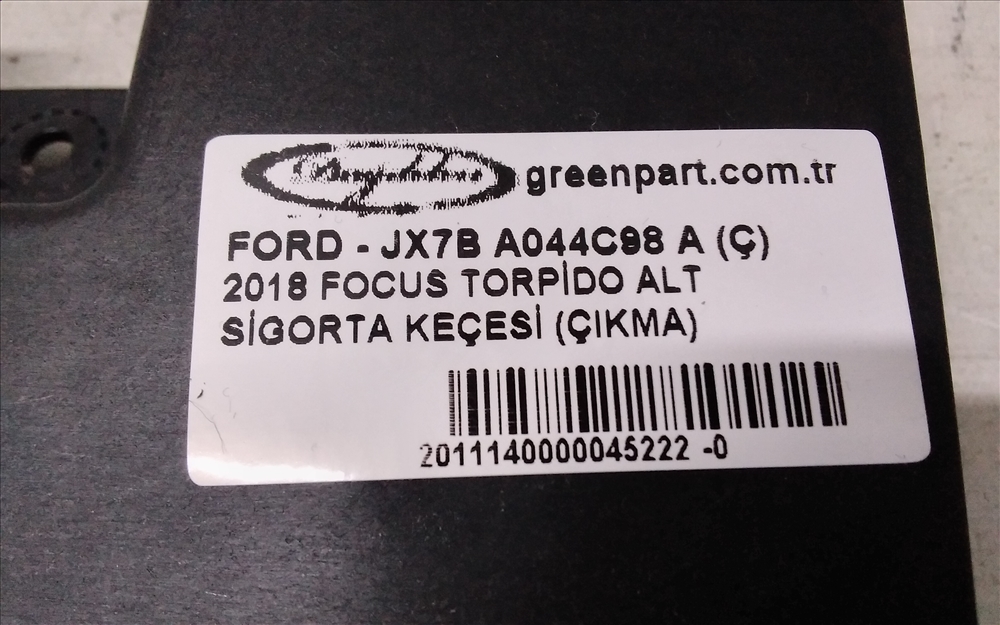 greenpart.com.tr
FORD - JX7B A044C98 A (Ç)
2018 FOCUS TORPİDO ALT
SİGORTA KEÇESİ (ÇIKMA)
2011140000045222 -0